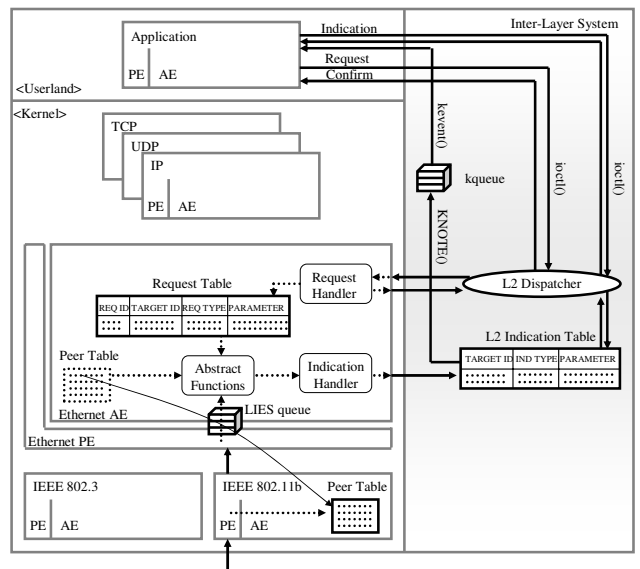 Inter-Layer System
Application
PE
AE
Indication
Request
Confirm
<Userland>
<Kernel>
TCP
UDP
IP
PE
AE
kevent()
kqueue
KNOTE()
ioctl()
ioctl()
Request Table
REQ ID TARGET ID REQ TYPE PARAMETER
Request
Handler
L2 Dispatcher
L2 Indication Table
TARGET ID IND TYPE PARAMETER
Peer Table
Abstract
Functions
Indication
Handler
Ethernet AE
LIES queue
Ethernet PE
IEEE 802.3
PE
AE
IEEE 802.11b
PE
AE
Peer Table